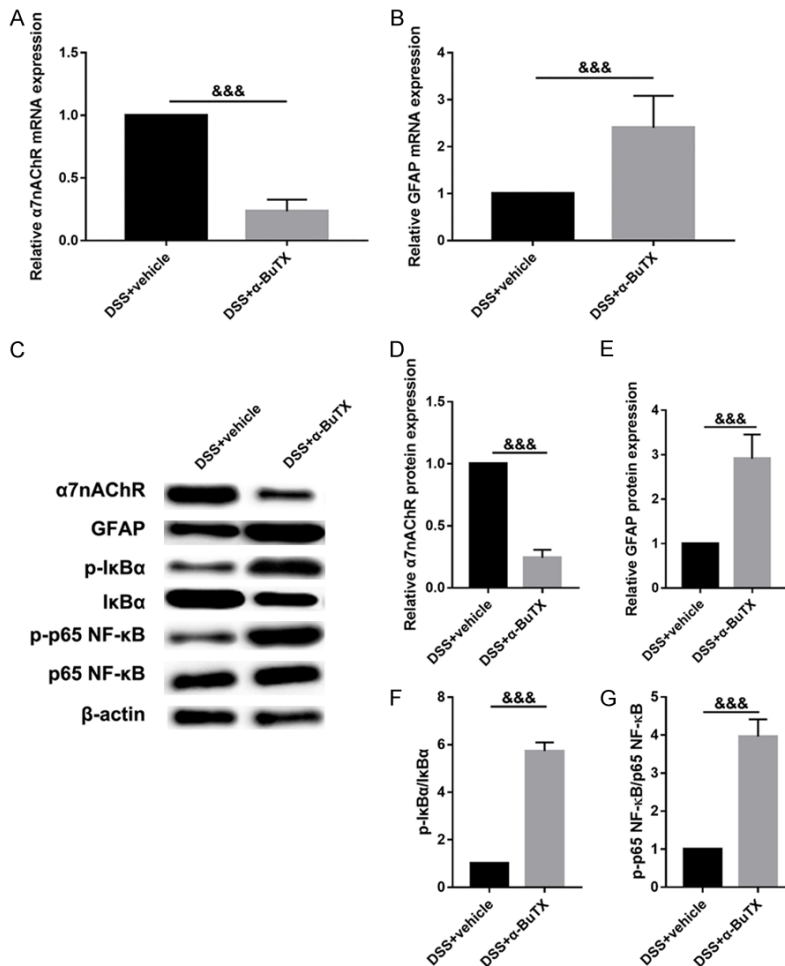 A
Relative α7nAChR mRNA expression
1.5
1.0
0.5
0.0
&&&
DSS+vehicle
DSS+α-BuTX
B
Relative GFAP mRNA expression
4
3
2
1
0
&&&
DSS+vehicle
DSS+α-BuTX
C
DSS+vehicle
DSS+α-BuTX
α7nAChR
GFAP
p-IκBα
IκBα
p-p65 NF-κB
p65 NF-κB
β-actin
D
Relative α7nAChR protein expression
1.5
1.0
0.5
0.0
&&&
DSS+vehicle
DSS+α-BuTX
E
Relative GFAP protein expression
4
3
2
1
0
&&&
DSS+vehicle
DSS+α-BuTX
F
p-IκBα/IκBα
8
6
4
2
0
&&&
DSS+vehicle
DSS+α-BuTX
G
p-p65 NF-κB/p65 NF-κB
5
4
3
2
1
0
&&&
DSS+vehicle
DSS+α-BuTX